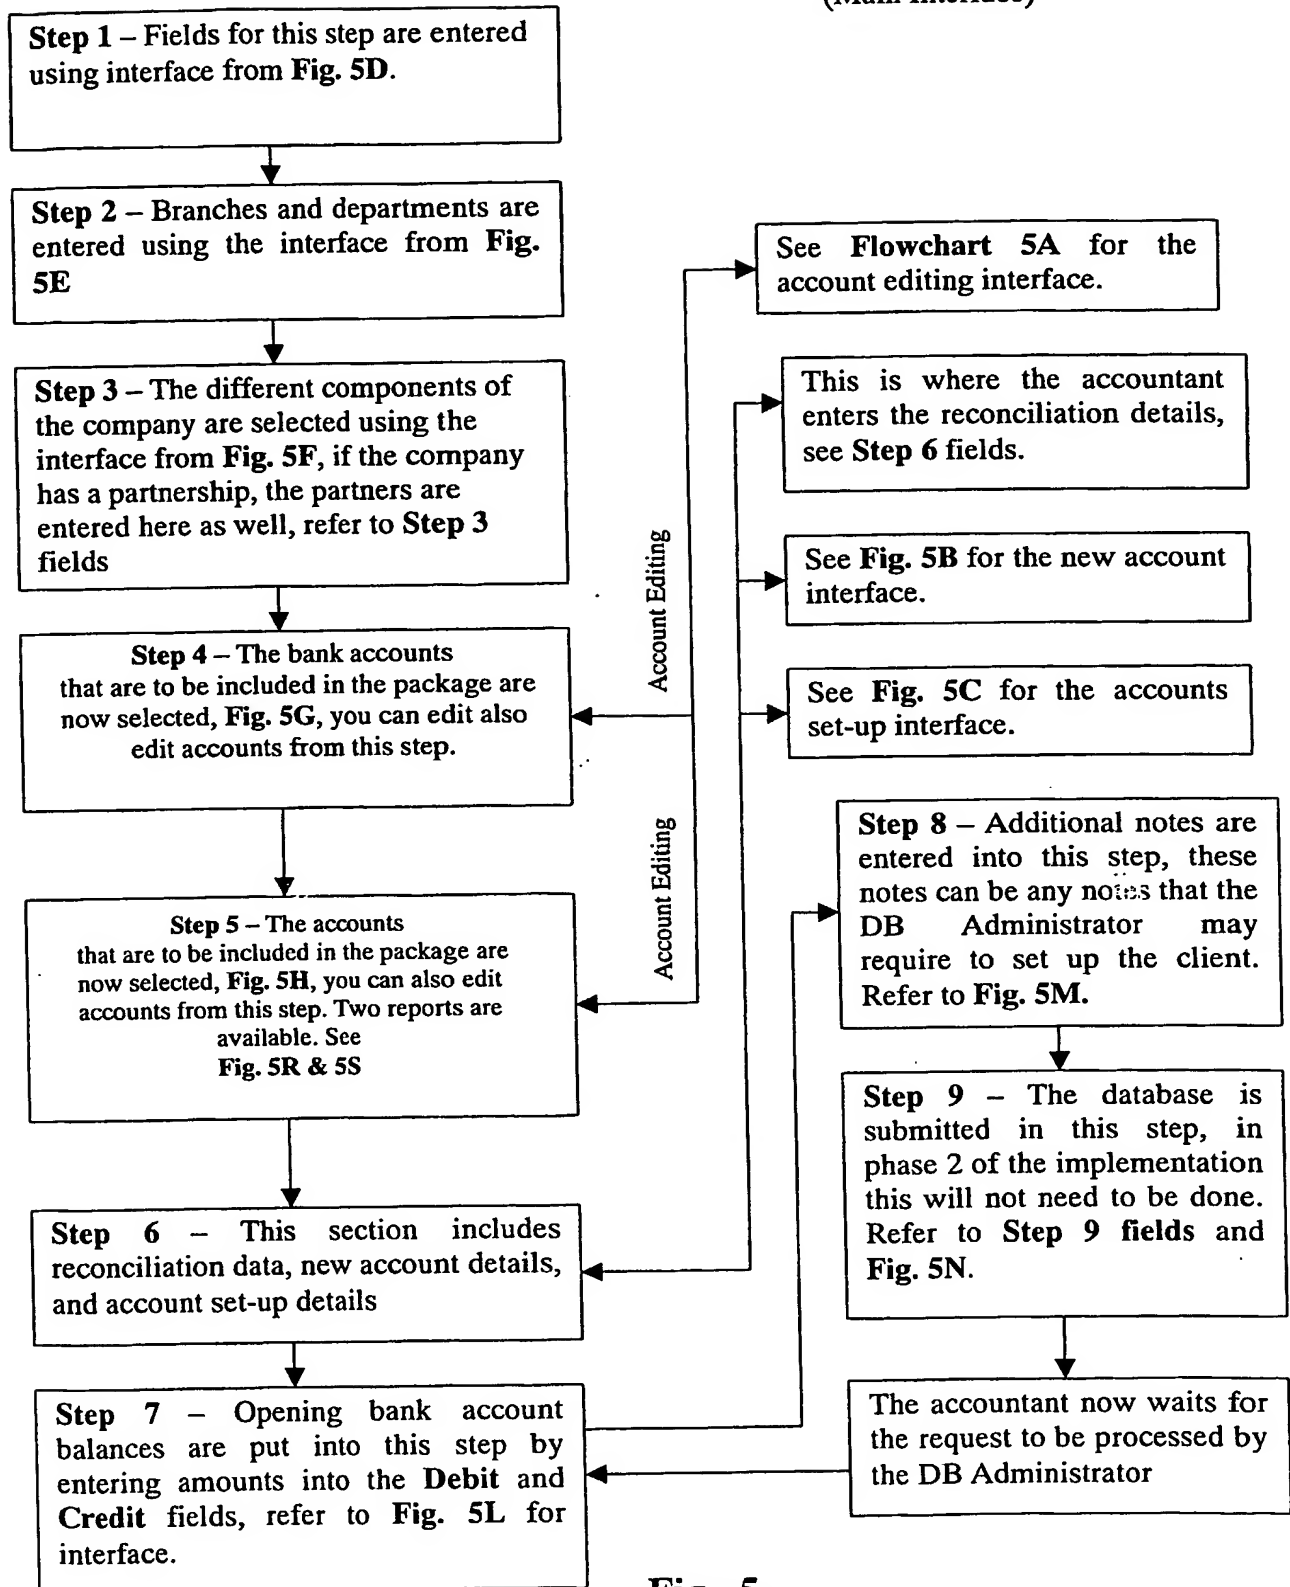 (Main Interface)
Step 1 – Fields for this step are entered
using interface from Fig. 5D.
Step 2 – Branches and departments are
entered using the interface from Fig.
5E
Step 3 – The different components of
the company are selected using the
interface from Fig. 5F, if the company
has a partnership, the partners are
entered here as well, refer to Step 3
fields
Step 4 – The bank accounts
that are to be included in the package are
now selected, Fig. 5G, you can edit also
edit accounts from this step.
Step 5 – The accounts
that are to be included in the package are
now selected, Fig. 5H, you can also edit
accounts from this step. Two reports are
available. See
Fig. 5R & 5S
Step 6 – This section includes
reconciliation data, new account details,
and account set-up details
Step 7 – Opening bank account
balances are put into this step by
entering amounts into the Debit and
Credit fields, refer to Fig. 5L for
interface.
Account Editing
Account Editing
See Flowchart 5A for the
account editing interface.
This is where the accountant
enters the reconciliation details,
see Step 6 fields.
See Fig. 5B for the new account
interface.
See Fig. 5C for the accounts
set-up interface.
Step 8 – Additional notes are
entered into this step, these
notes can be any notes that the
DB Administrator may
require to set up the client.
Refer to Fig. 5M.
Step 9 – The database is
submitted in this step, in
phase 2 of the implementation
this will not need to be done.
Refer to Step 9 fields and
Fig. 5N.
The accountant now waits for
the request to be processed by
the DB Administrator
Fig. 5